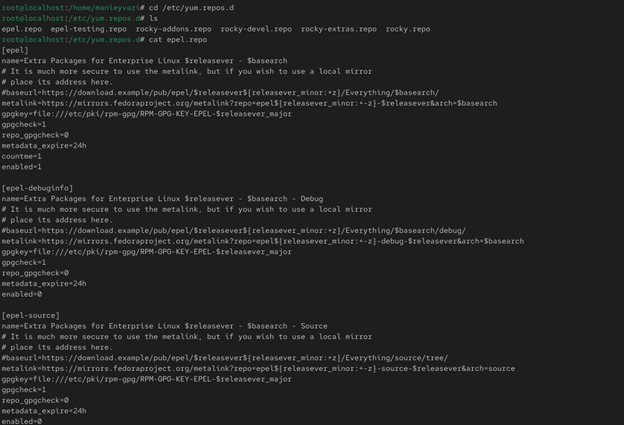 root@localhost:/home/manieyvazi# cd /etc/yum.repos.d
root@localhost:/etc/yum.repos.d# ls
epel.repo  epel-testing.repo  rocky-addons.repo  rocky-devel.repo  rocky-extras.repo  rocky.repo
root@localhost:/etc/yum.repos.d# cat epel.repo
[epel]
name=Extra Packages for Enterprise Linux $releasever - $basearch
# It is much more secure to use the metalink, but if you wish to use a local mirror
# place its address here.
#baseurl=https://download.example/pub/epel/$releasever${releasever_minor:+z}/Everything/$basearch/
metalink=https://mirrors.fedoraproject.org/metalink?repo=epel${releasever_minor:+-z}-$releasever&arch=$basearch
gpgkey=file:///etc/pki/rpm-gpg/RPM-GPG-KEY-EPEL-$releasever_major
gpgcheck=1
repo_gpgcheck=0
metadata_expire=24h
countme=1
enabled=1

[epel-debuginfo]
name=Extra Packages for Enterprise Linux $releasever - $basearch - Debug
# It is much more secure to use the metalink, but if you wish to use a local mirror
# place its address here.
#baseurl=https://download.example/pub/epel/$releasever${releasever_minor:+z}/Everything/$basearch/debug/
metalink=https://mirrors.fedoraproject.org/metalink?repo=epel${releasever_minor:+-z}-debug-$releasever&arch=$basearch
gpgkey=file:///etc/pki/rpm-gpg/RPM-GPG-KEY-EPEL-$releasever_major
gpgcheck=1
repo_gpgcheck=0
metadata_expire=24h
enabled=0

[epel-source]
name=Extra Packages for Enterprise Linux $releasever - $basearch - Source
# It is much more secure to use the metalink, but if you wish to use a local mirror
# place its address here.
#baseurl=https://download.example/pub/epel/$releasever${releasever_minor:+z}/Everything/source/tree/
metalink=https://mirrors.fedoraproject.org/metalink?repo=epel${releasever_minor:+-z}-source-$releasever&arch=source
gpgkey=file:///etc/pki/rpm-gpg/RPM-GPG-KEY-EPEL-$releasever_major
gpgcheck=1
repo_gpgcheck=0
metadata_expire=24h
enabled=0